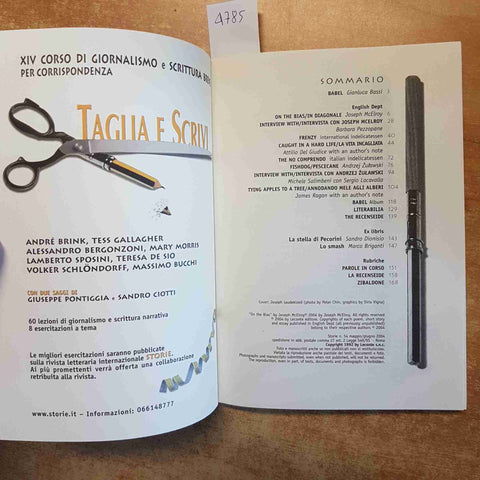 4785
XIV CORSO DI GIORNALISMO e SCRITTURA
PER CORRISPONDENZA
TAGLIA E SCRIVI
ANDRÉ BRINK, TESS GALLAGHER
ALESSANDRO BERGONZONI, MARY MORRIS
LAMBERTO SPOSINI, TERESA DE SIO
VOLKER SCHLÖNDORFF, MASSIMO BUCCHI
CON DUE SAGGI DE
GIUSEPPE PONTIGGIA E SANDRO CIOTTI
60 lezioni di giornalismo e scrittura narrativa
8 esercitazioni a tema
Le migliori esercitazioni saranno pubblicate
sulla rivista letteraria internazionale STORIE.
Ai più promettenti verrà offerta una collaborazione
retribuita alla rivista.
www.storie.it – Informazioni: 066148777
SOMMARIO
BABEL Gianluca Bassi 3
English Dept
ON THE BIAS/IN DIAGONALE Joseph McElroy 6
INTERVIEW WITH/INTERVISTA CON JOSEPH MCELROY
Barbara Pezzopane
FRENZY International Indelicatessen 40
CAUGHT IN A HARD LIFE/LA VITA INCAGLIATA 44
Attilio Del Giudice with an author's note
THE NO COMPRENDO Italian Indelicatessen 68
FISHDOG/PESCECANE Andrzej Żuławski 76
INTERVIEW WITH/INTERVISTA CON ANDRZEJ ŻUŁAWSKI 94
Michele Salimbeni con Sergio Lacavalla
TYING APPLES TO A TREE/ANNODANDO MELE AGLI ALBERI 104
James Ragan with an author's note
BABEL Album 118
LITERABILIA 129
THE RECENSEIDE 139
Ex libris
La stella di Pecorini Sandro Dionisio 141
Lo smash Marco Briganti 147
Rubriche
PAROLE IN CORSO 151
LA RECENSEIDE 158
ZIBALDONE 168